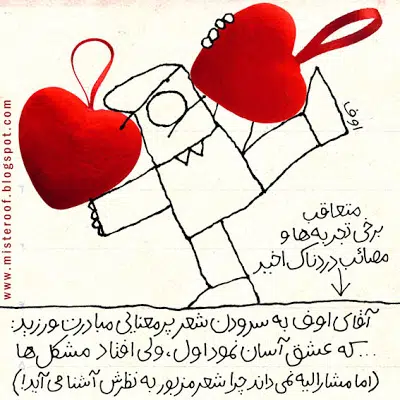 www.misteroof.blogspot.com
اوف
متعاقب
برخی تجربه‌ها و
مصائب دردناک اخیر
آقای اوف به سرودن شعر پرمعنایی مبادرت ورزید:
...که عشق آسان نمود اول، ولی افتاد مشکل‌ها
(اما مشارالیه نمی‌داند چرا شعر مزبور به نظرش آشنا می‌آید!)